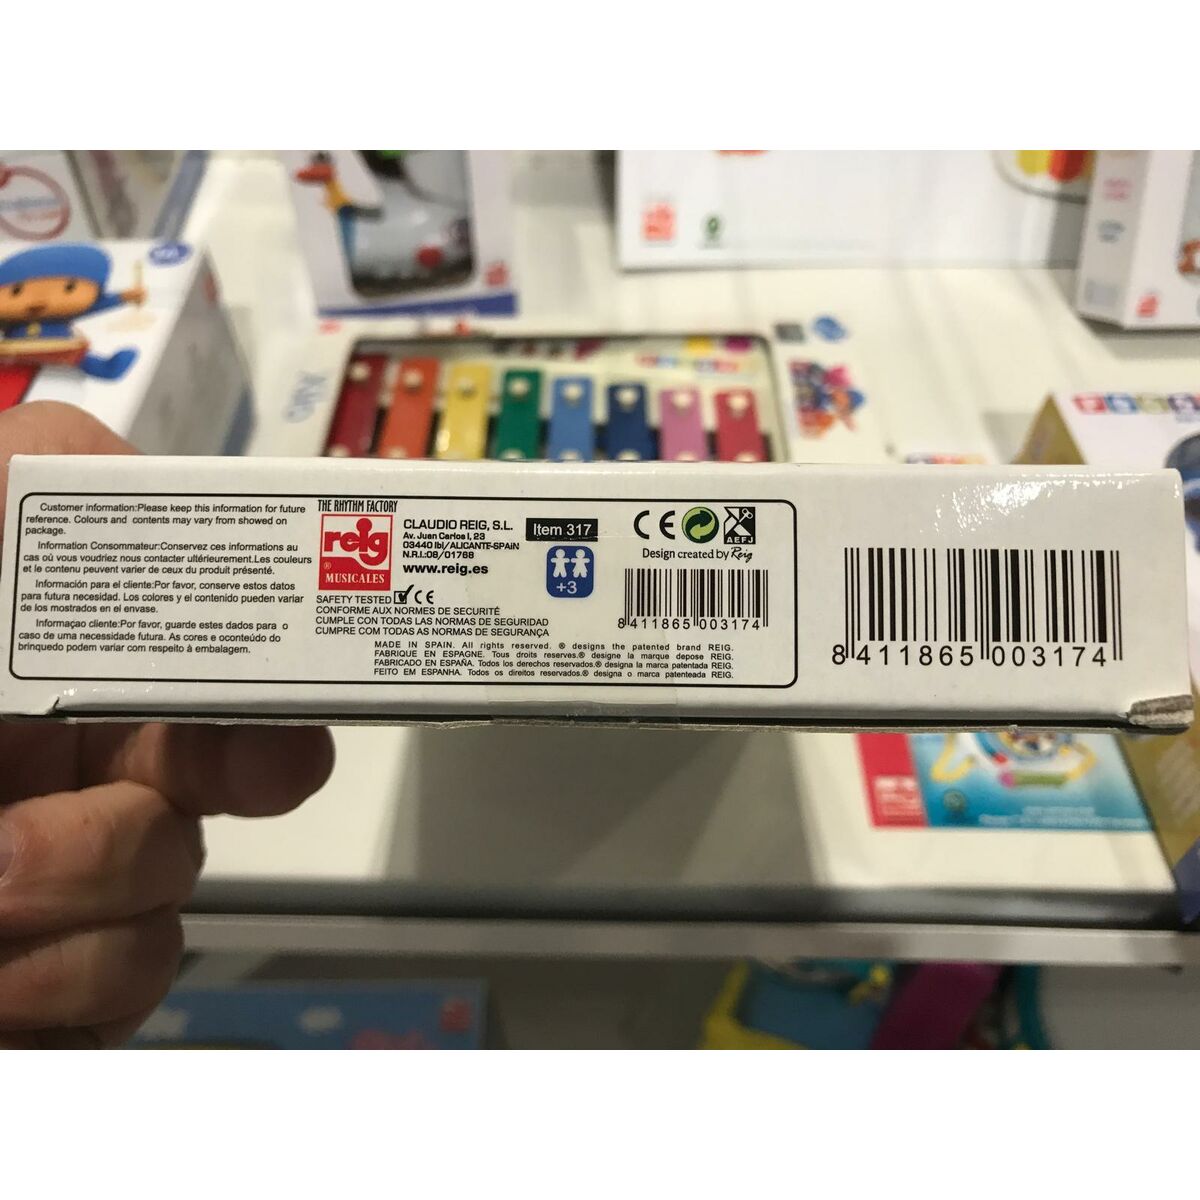 Customer information:Please keep this information for future
reference. Colours and contents may vary from showed on
package.
Information Consommateur:Conservez ces informations au
cas où vous voudriez nous contacter ultérieurement.Les couleurs
et le contenu peuvent varier de ceux du produit présenté.
Información para el cliente:Por favor, conserve estos datos
para futura necesidad. Los colores y el contenido pueden variar
de los mostrados en el envase.
Informaçao cliente:Por favor, guarde estes dados para o
caso de uma necessidade futura. As cores e oconteúdo do
brinquedo podem variar com respeito à embalagem.
THE RHYTHM FACTORY
reig
®
MUSICALES
CLAUDIO REIG, S.L.
Av. Juan Carlos I, 23
03440 Ibi/ALICANTE-SPAIN
N.R.I.:08/01788
www.reig.es
Item 317
+3
CE
AEFJ
Design created by Reig
SAFETY TESTED CE
CONFORME AUX NORMES DE SECURITÉ
CUMPLE CON TODAS LAS NORMAS DE SEGURIDAD
CUMPRE COM TODAS AS NORMAS DE SEGURANÇA
8 411865 003174
MADE IN SPAIN. All rights reserved. ® designs the patented brand REIG.
FABRIQUE EN ESPAGNE. Tous droits reserves.® designe la marque depose REIG.
FABRICADO EN ESPAÑA. Todos los derechos reservados.® designa la marca patentada REIG.
FEITO EM ESPANHA. Todos os direitos reservados.® designa o marca patenteada REIG.
8 411865 003174